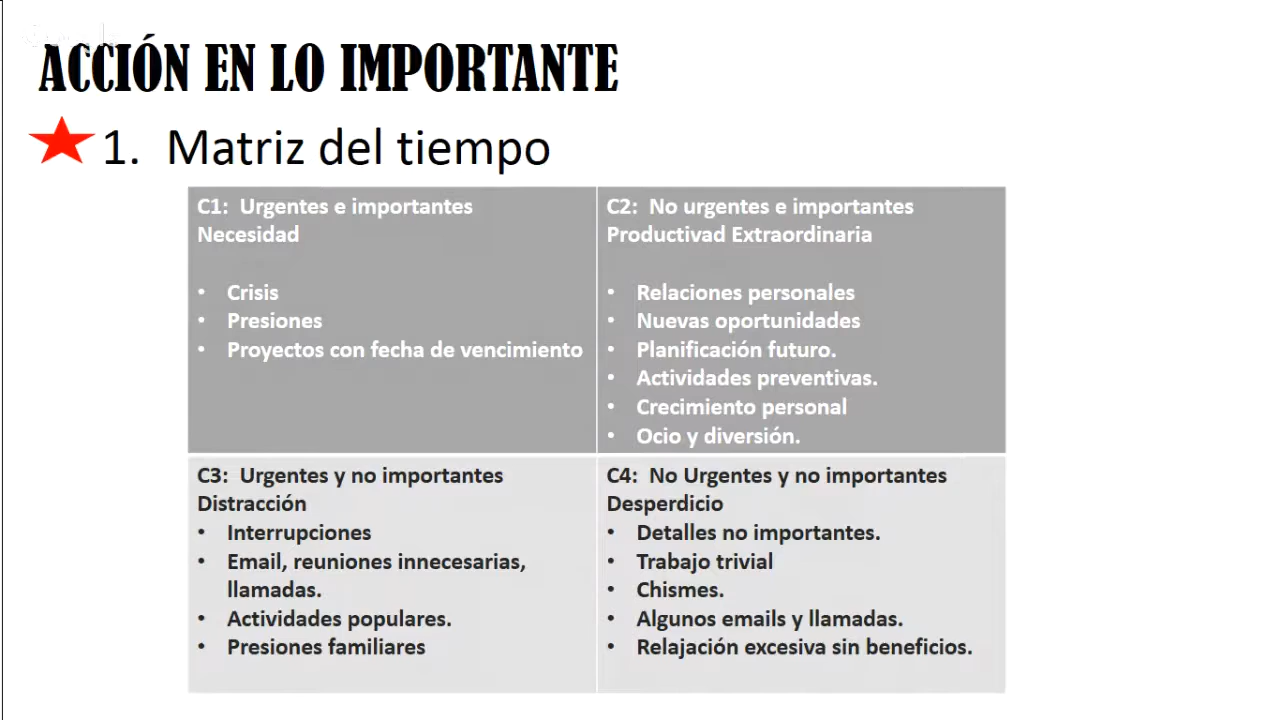 ACCIÓN EN LO IMPORTANTE
1. Matriz del tiempo
C1: Urgentes e importantes
Necesidad
• Crisis
• Presiones
• Proyectos con fecha de vencimiento
C2: No urgentes e importantes
Productivad Extraordinaria
• Relaciones personales
• Nuevas oportunidades
• Planificación futuro.
• Actividades preventivas.
• Crecimiento personal
• Ocio y diversión.
C3: Urgentes y no importantes
Distracción
• Interrupciones
• Email, reuniones innecesarias,
llamadas.
• Actividades populares.
• Presiones familiares
C4: No Urgentes y no importantes
Desperdicio
• Detalles no importantes.
• Trabajo trivial
• Chismes.
• Algunos emails y llamadas.
• Relajación excesiva sin beneficios.